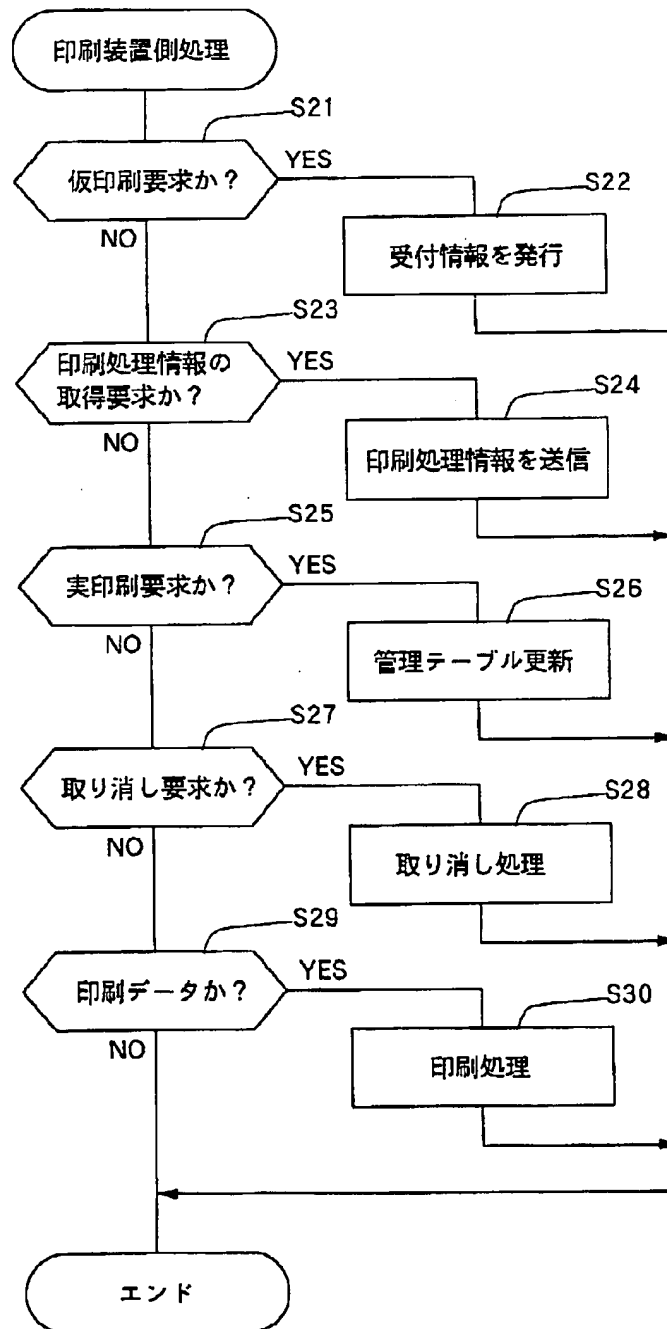 印刷装置側処理
S21
仮印刷要求か？
YES
NO
S22
受付情報を発行
S23
印刷処理情報の
取得要求か？
YES
NO
S24
印刷処理情報を送信
S25
実印刷要求か？
YES
NO
S26
管理テーブル更新
S27
取り消し要求か？
YES
NO
S28
取り消し処理
S29
印刷データか？
YES
NO
S30
印刷処理
エンド